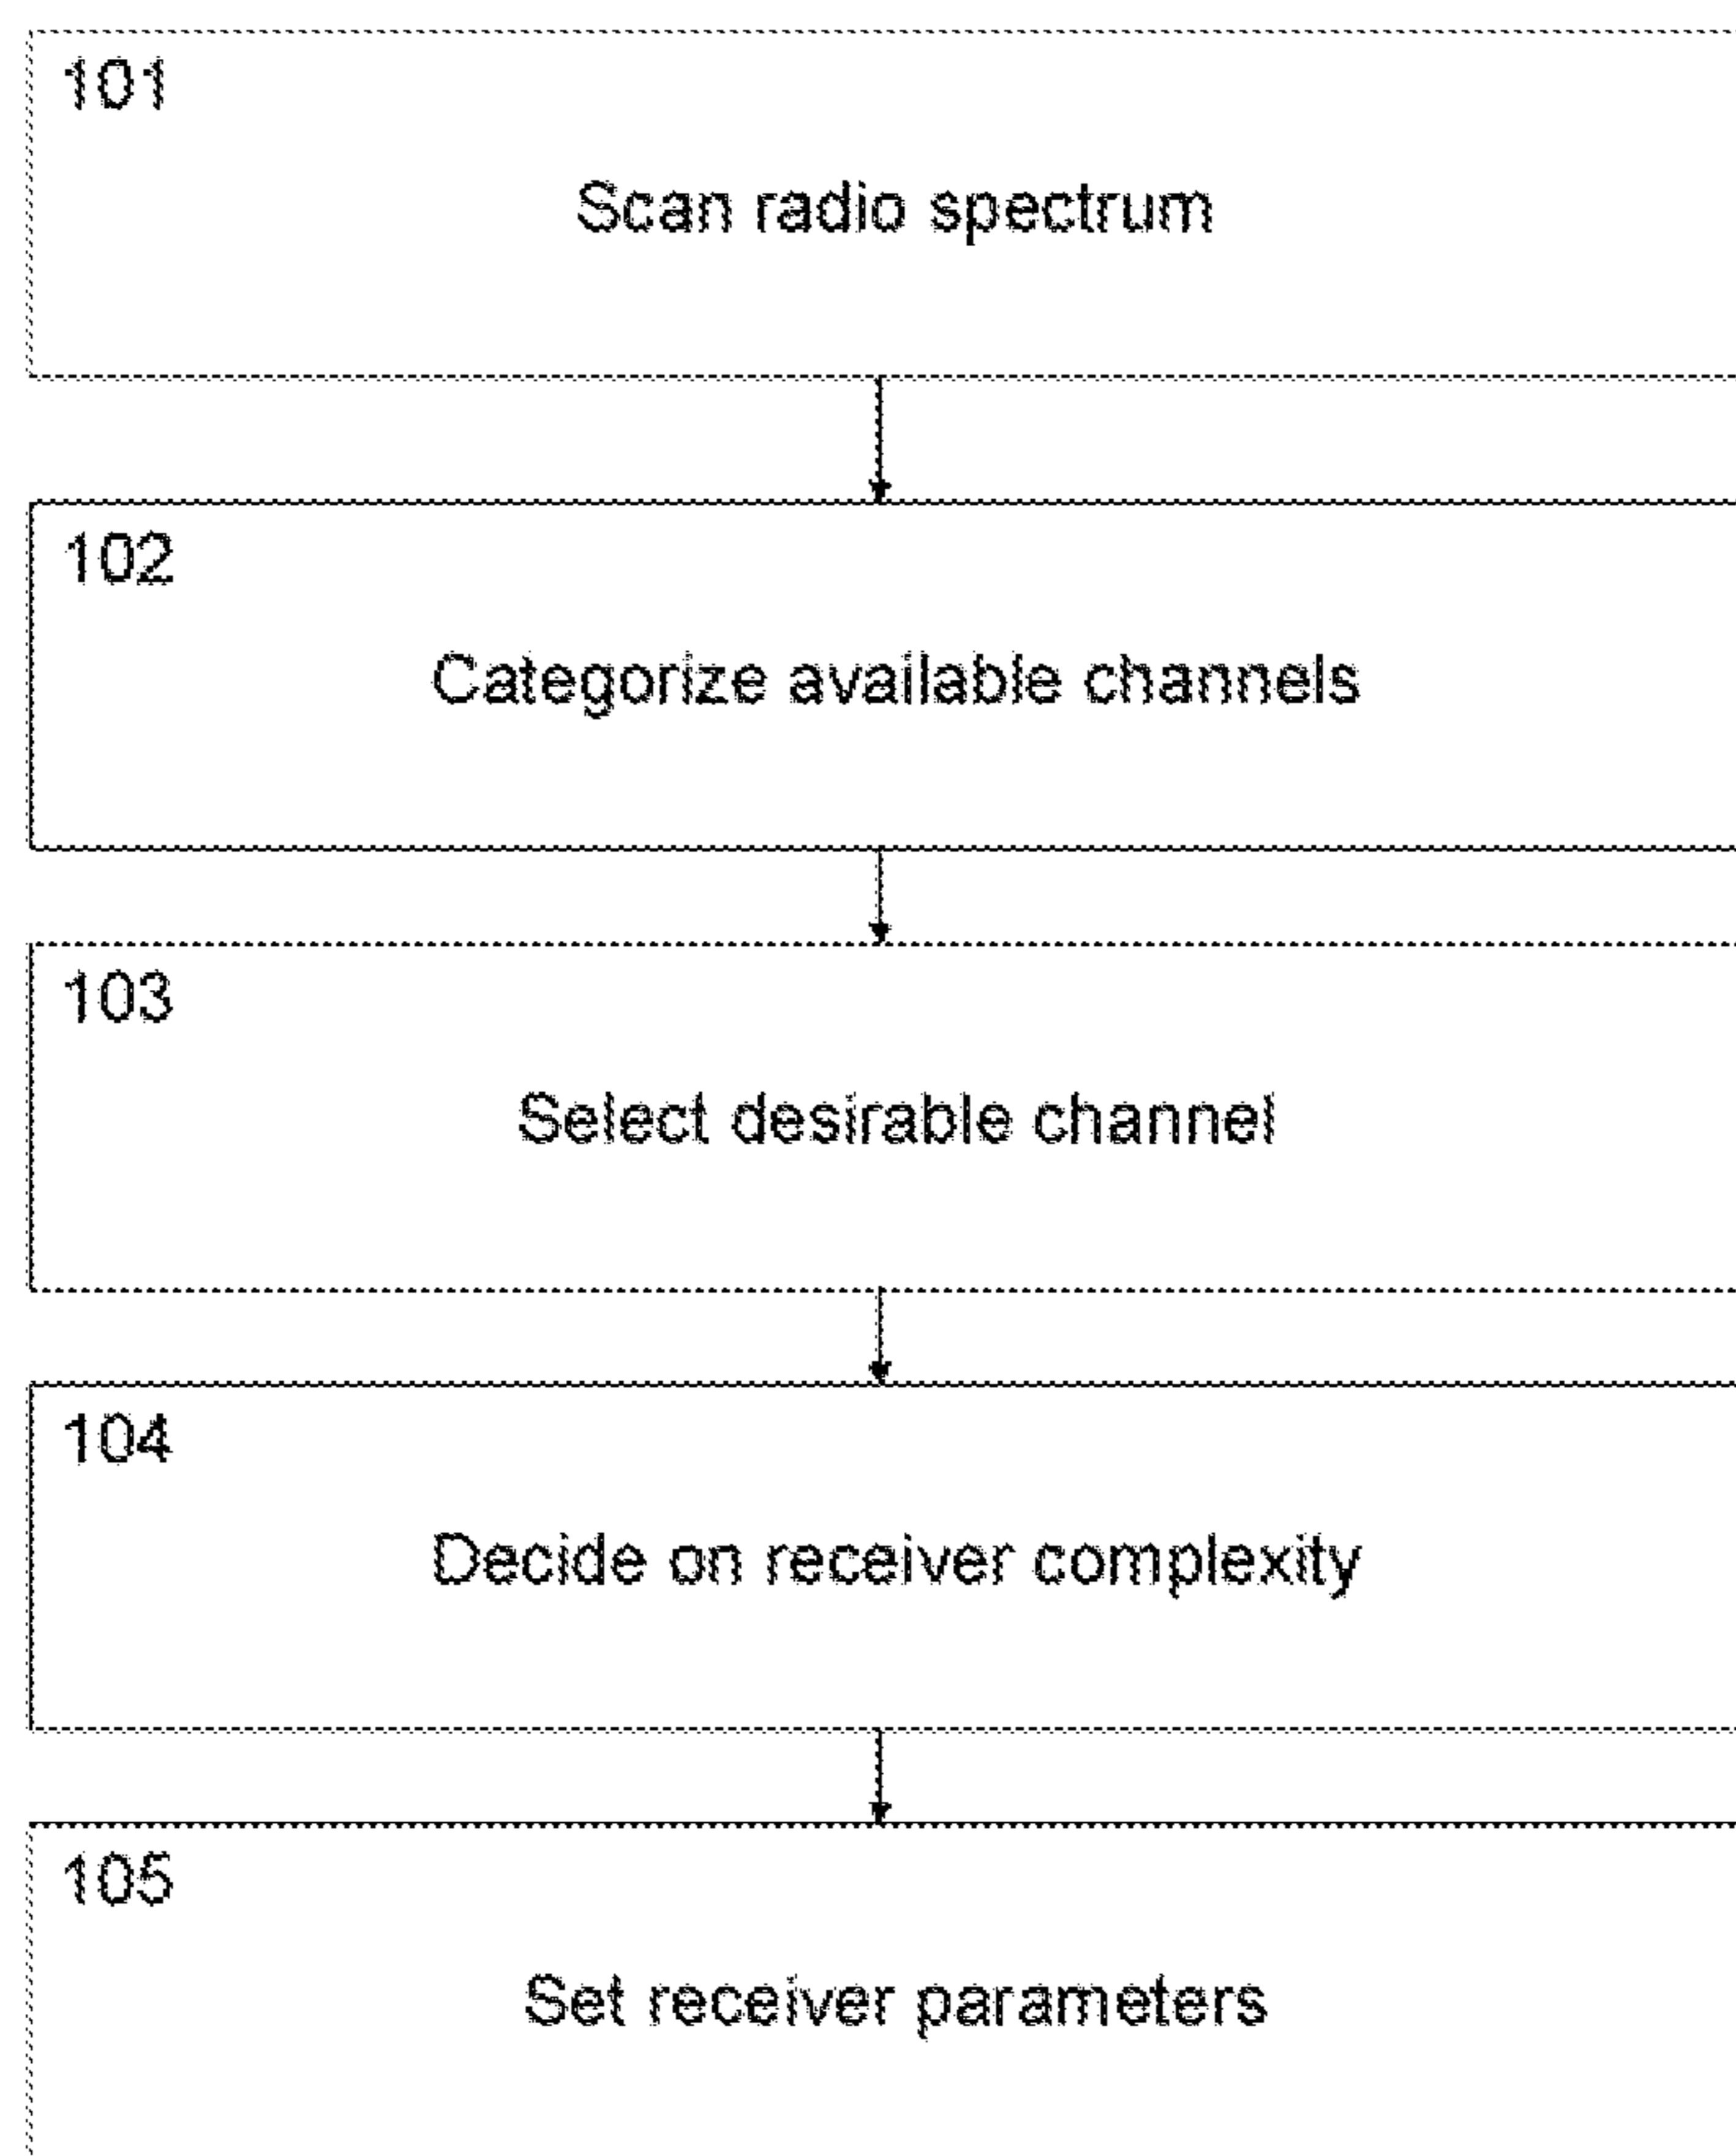 101
Scan radio spectrum
102
Categorize available channels
103
Select desirable channel
104
Decide on receiver complexity
105
Set receiver parameters